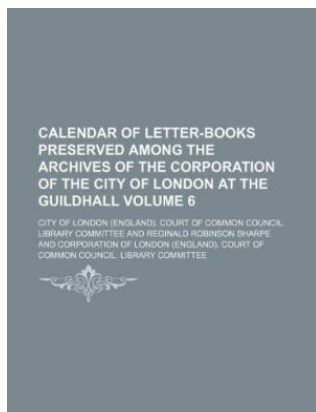 CALENDAR OF LETTER-BOOKS
PRESERVED AMONG THE
ARCHIVES OF THE CORPORATION
OF THE CITY OF LONDON AT THE
GUILDHALL VOLUME 6
CITY OF LONDON (ENGLAND). COURT OF COMMON COUNCIL.
LIBRARY COMMITTEE AND REGINALD ROBINSON SHARPE
AND CORPORATION OF LONDON (ENGLAND). COURT OF
COMMON COUNCIL. LIBRARY COMMITTEE